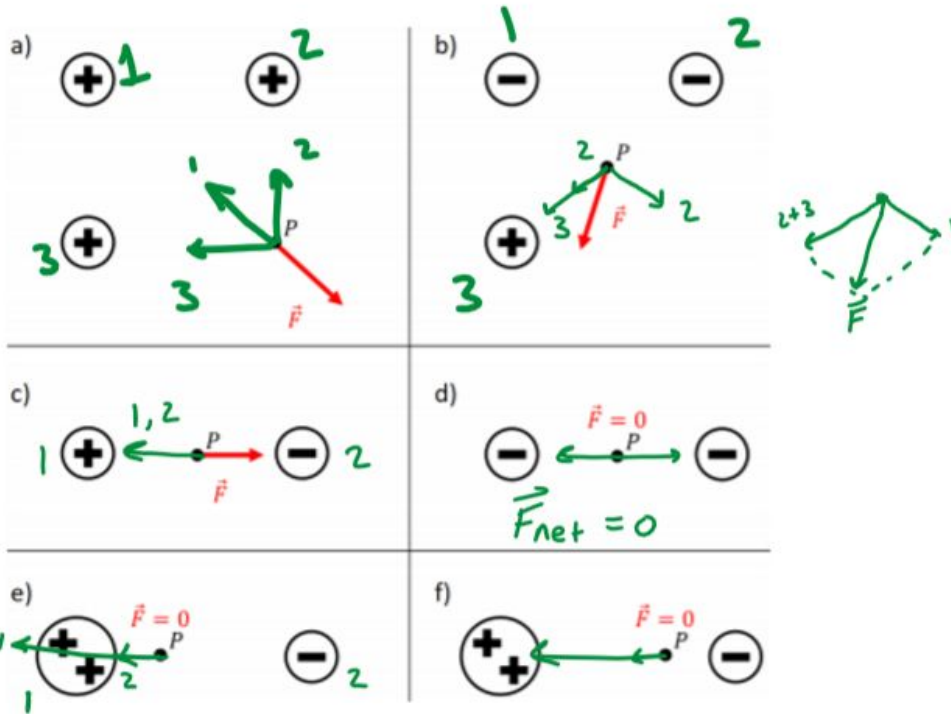 a)
1
2
1
2
P
3
3
F⃗
b)
1
2
2
P
3
F⃗
2
3
2+3
F⃗
c)
1,2
1
P
2
F⃗
d)
F⃗ = 0
P
F⃗net = 0
e)
F⃗ = 0
P
1
2
2
f)
F⃗ = 0
P